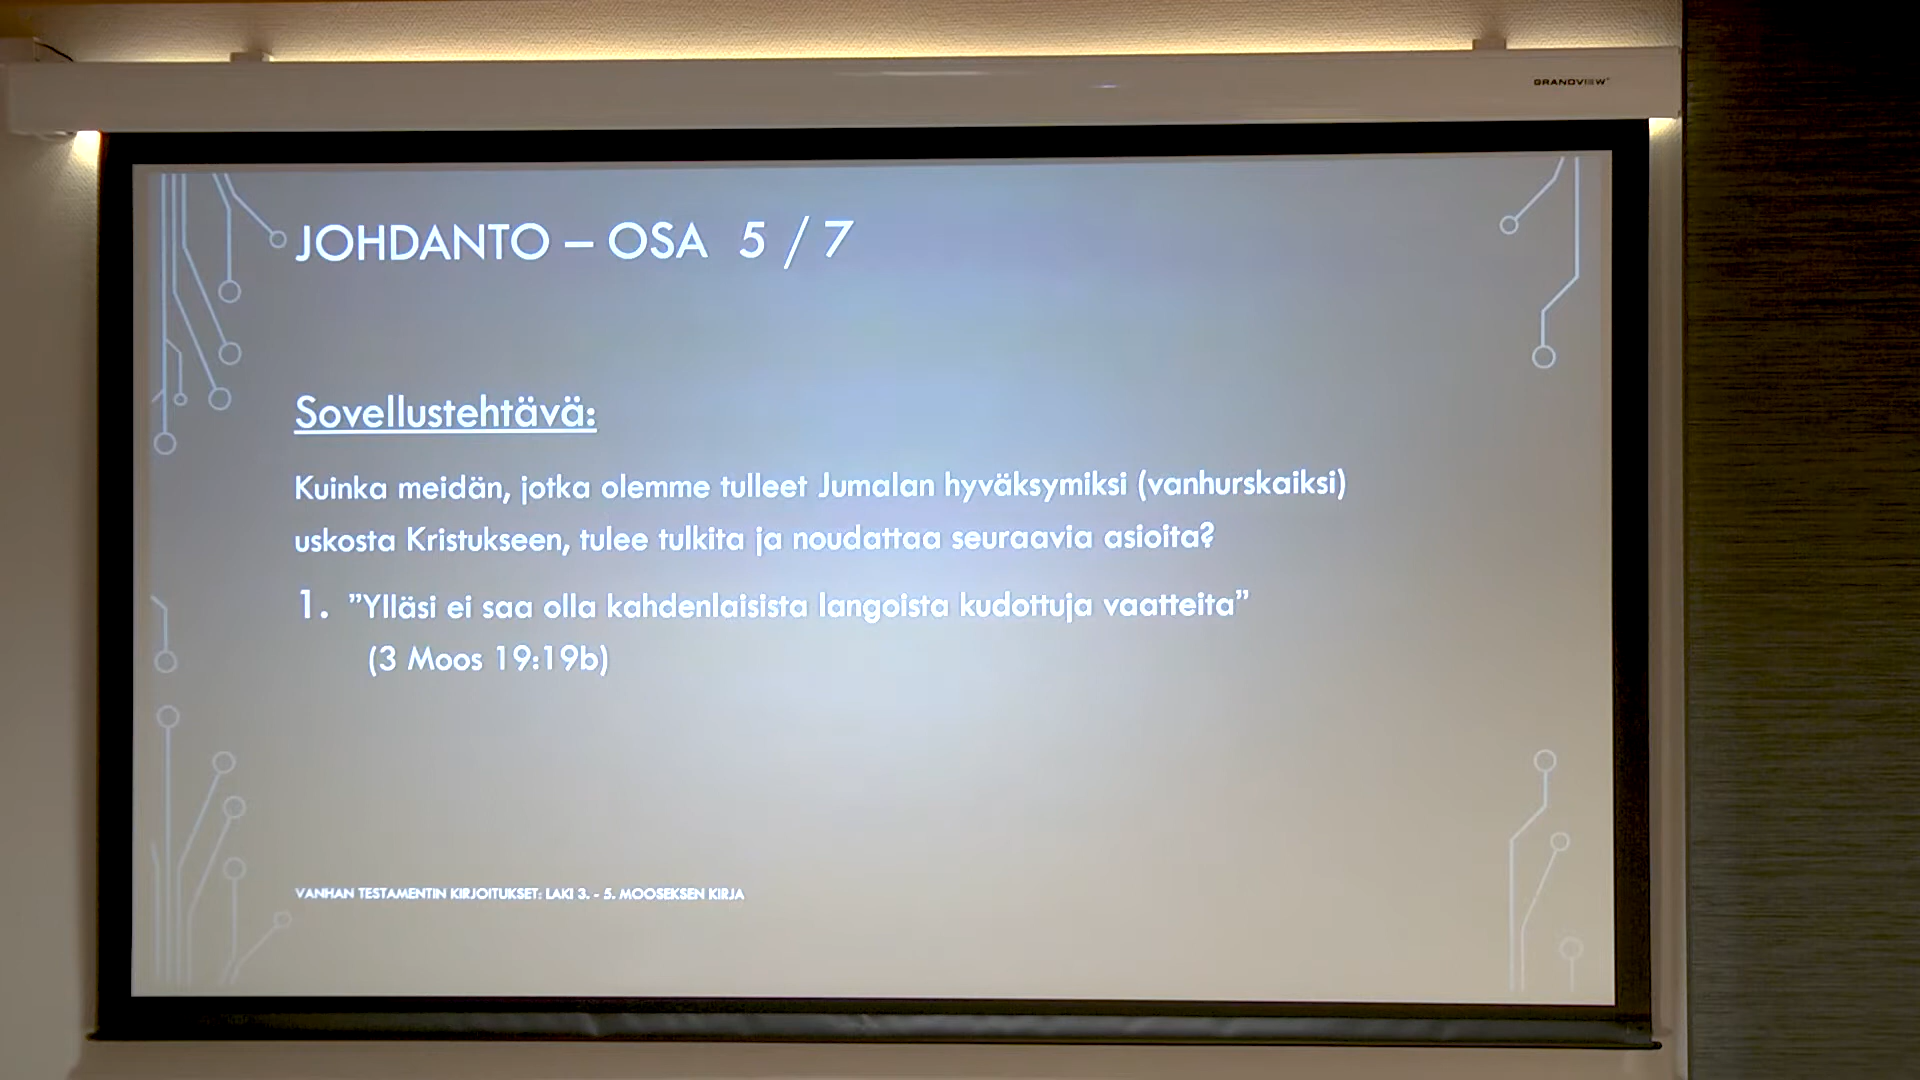 GRANDVIEW
JOHDANTO – OSA 5 / 7
Sovellustehtävä:
Kuinka meidän, jotka olemme tulleet Jumalan hyväksymiksi (vanhurskaiksi)
uskosta Kristukseen, tulee tulkita ja noudattaa seuraavia asioita?
1. ”Ylläsi ei saa olla kahdenlaisista langoista kudottuja vaatteita”
(3 Moos 19:19b)
VANHAN TESTAMENTIN KIRJOITUKSET: LAKI 3. - 5. MOOSEKSEN KIRJA